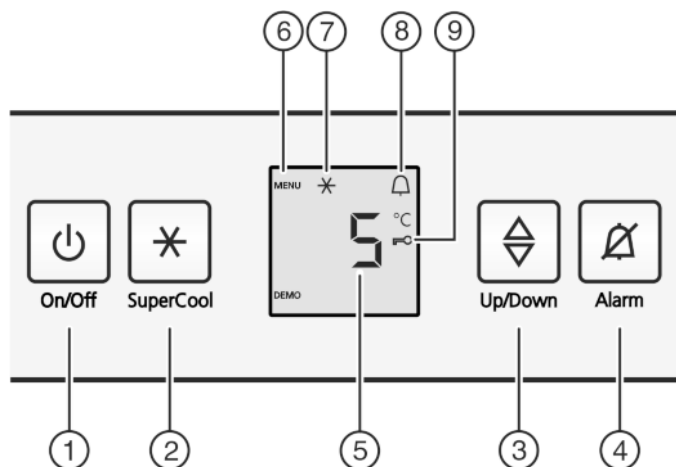 6 7 8 9
MENU
°C
5
DEMO
On/Off SuperCool Up/Down Alarm
1 2 5 3 4